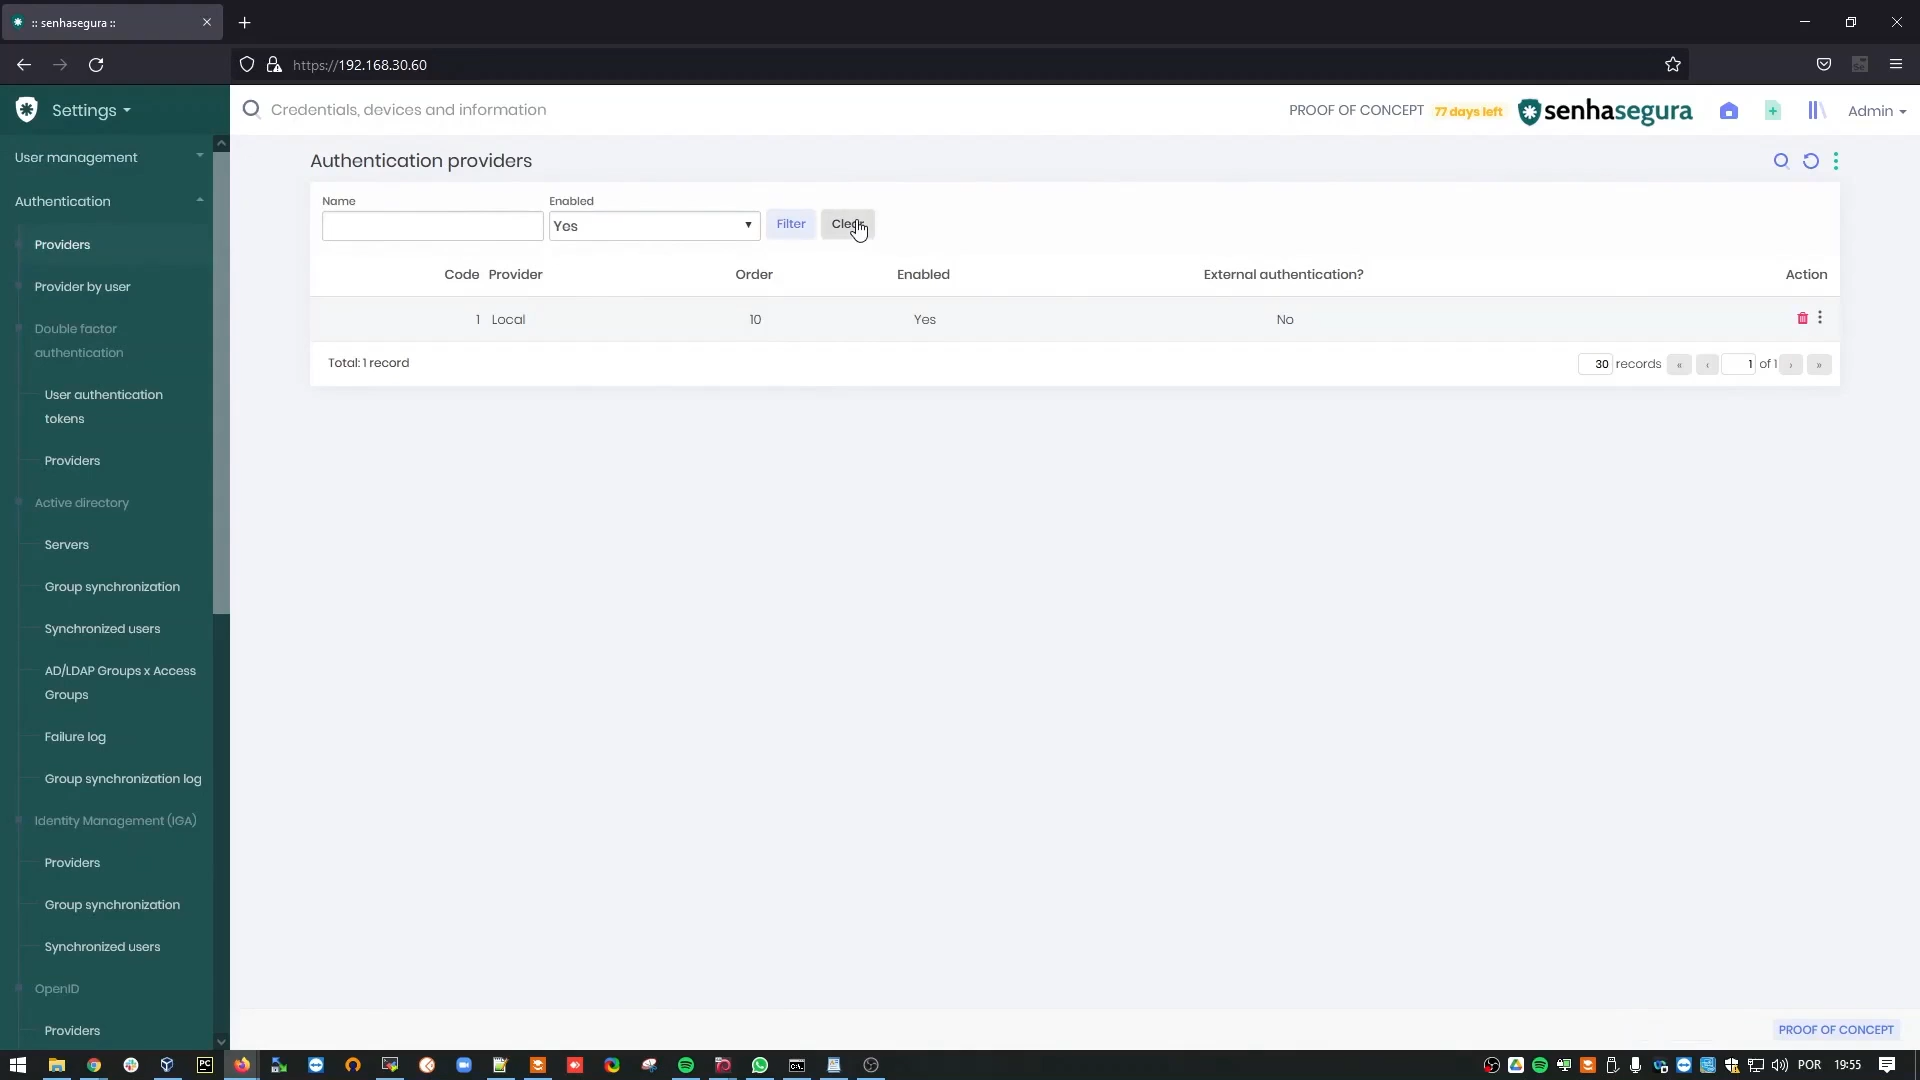 :: senhasegura ::
https://192.168.30.60
Settings
Credentials, devices and information
PROOF OF CONCEPT 77 days left
senhasegura
Admin
User management
Authentication
Providers
Provider by user
Double factor
authentication
User authentication
tokens
Providers
Active directory
Servers
Group synchronization
Synchronized users
AD/LDAP Groups x Access
Groups
Failure log
Group synchronization log
Identity Management (IGA)
Providers
Group synchronization
Synchronized users
OpenID
Providers
Authentication providers
Name
Enabled
Yes
Filter
Clear
Code Provider Order Enabled External authentication? Action
1 Local 10 Yes No
Total: 1 record
30 records « ‹ 1 of 1 › »
PROOF OF CONCEPT
PC
POR 19:55